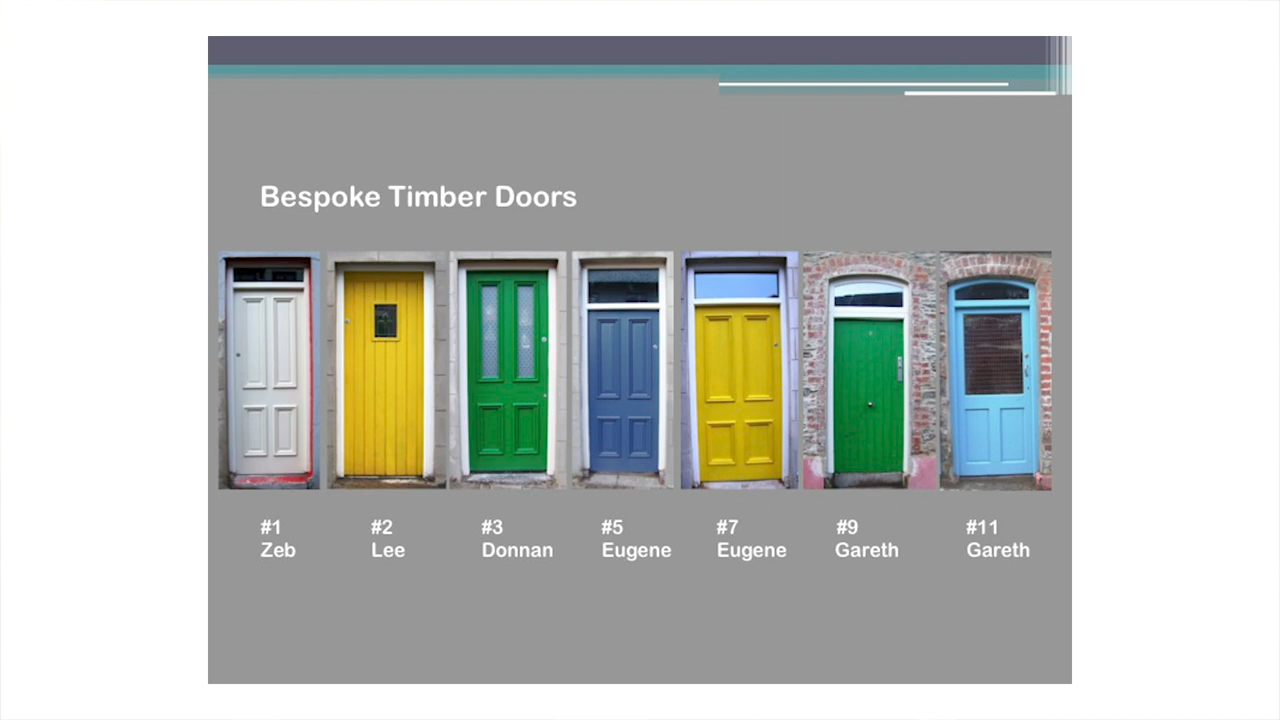 Bespoke Timber Doors
#1 #2 #3 #5 #7 #9 #11
Zeb Lee Donnan Eugene Eugene Gareth Gareth